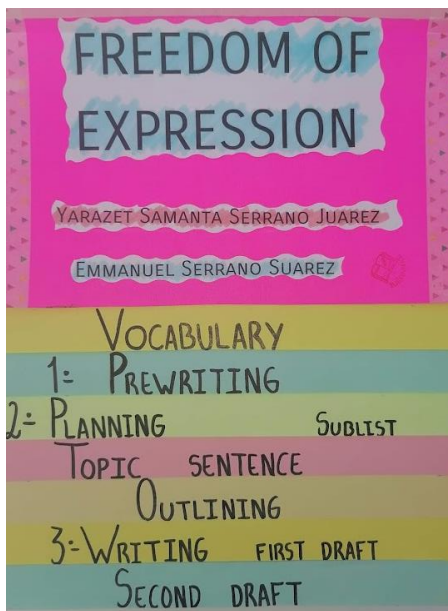 FREEDOM OF
EXPRESSION
YARAZET SAMANTA SERRANO JUAREZ
EMMANUEL SERRANO SUAREZ
VOCABULARY
1= PREWRITING
2= PLANNING SUBLIST
TOPIC SENTENCE
OUTLINING
3=WRITING FIRST DRAFT
SECOND DRAFT